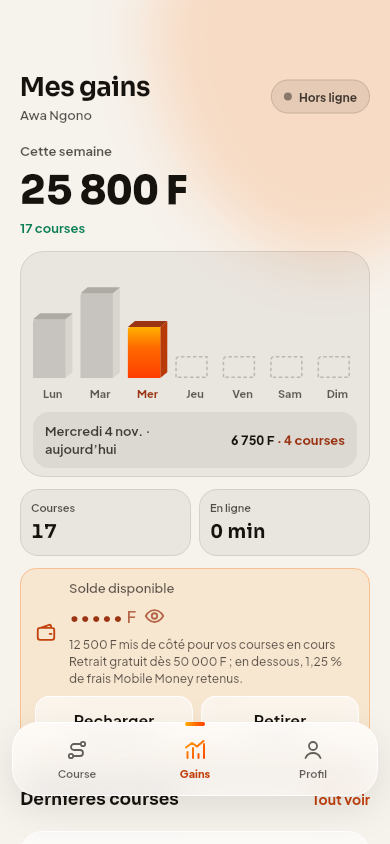 Mes gains
Hors ligne
Awa Ngono
Cette semaine
25 800 F
17 courses
Lun Mar Mer Jeu Ven Sam Dim
Mercredi 4 nov. ·
aujourd’hui
6 750 F · 4 courses
Courses
17
En ligne
0 min
Solde disponible
••••• F
12 500 F mis de côté pour vos courses en cours
Retrait gratuit dès 50 000 F ; en dessous, 1,25 %
de frais Mobile Money retenus.
Recharger
Retirer
Course
Gains
Profil
Dernières courses
Tout voir